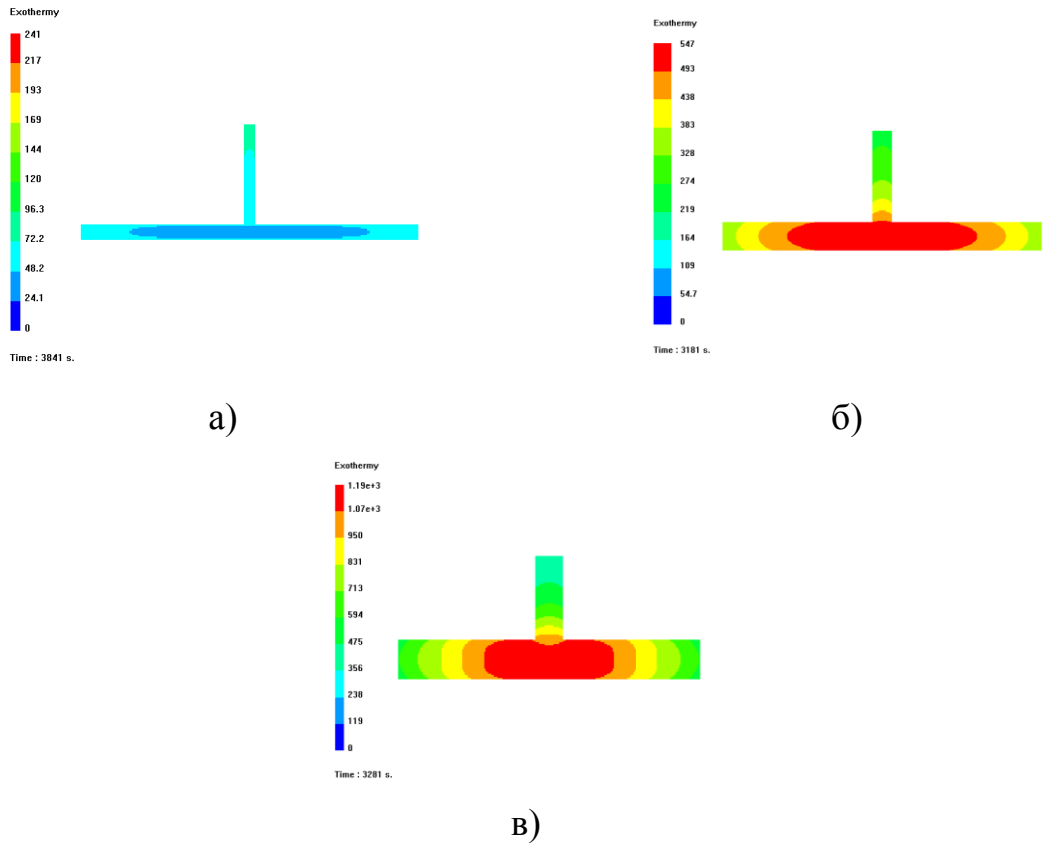 Exothermy
241
217
193
169
144
120
96.3
72.2
48.2
24.1
0
Time : 3841 s.
а)
Exothermy
547
493
438
383
328
274
219
164
109
54.7
0
Time : 3181 s.
б)
Exothermy
1.19e+3
1.07e+3
950
831
713
594
475
356
238
119
0
Time : 3281 s.
в)